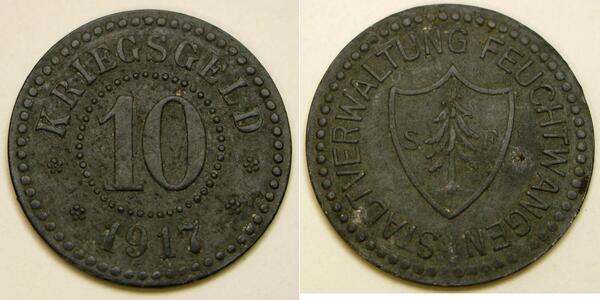 KRIEGSGELD
10
1917
STADTVERWALTUNG FEUCHTWANGEN.
S F